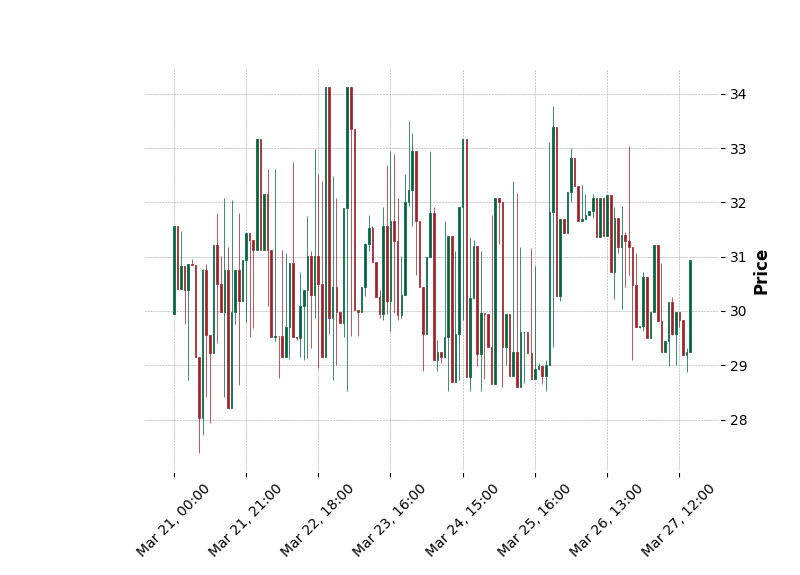 34
33
32
31
30
29
28
Price
Mar 21, 00:00
Mar 21, 21:00
Mar 22, 18:00
Mar 23, 16:00
Mar 24, 15:00
Mar 25, 16:00
Mar 26, 13:00
Mar 27, 12:00